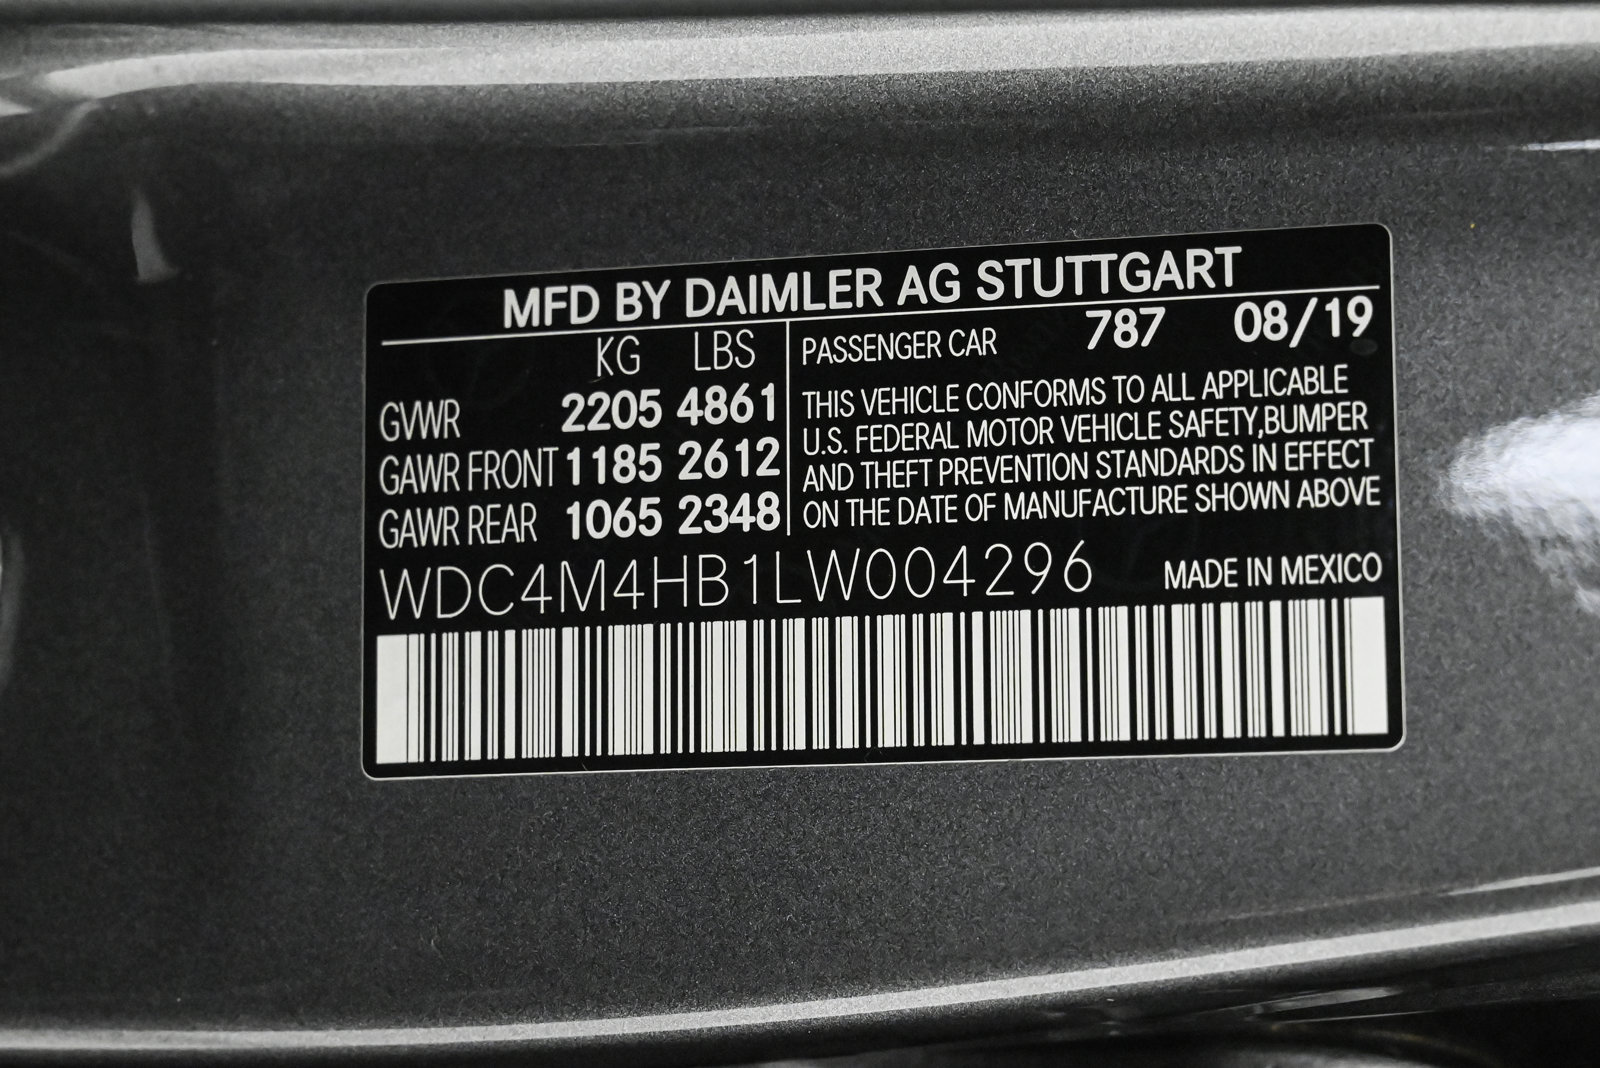 MFD BY DAIMLER AG STUTTGART
KG LBS
GVWR 2205 4861
GAWR FRONT 1185 2612
GAWR REAR 1065 2348
PASSENGER CAR 787 08/19
THIS VEHICLE CONFORMS TO ALL APPLICABLE
U.S. FEDERAL MOTOR VEHICLE SAFETY,BUMPER
AND THEFT PREVENTION STANDARDS IN EFFECT
ON THE DATE OF MANUFACTURE SHOWN ABOVE
WDC4M4HB1LW004296 MADE IN MEXICO